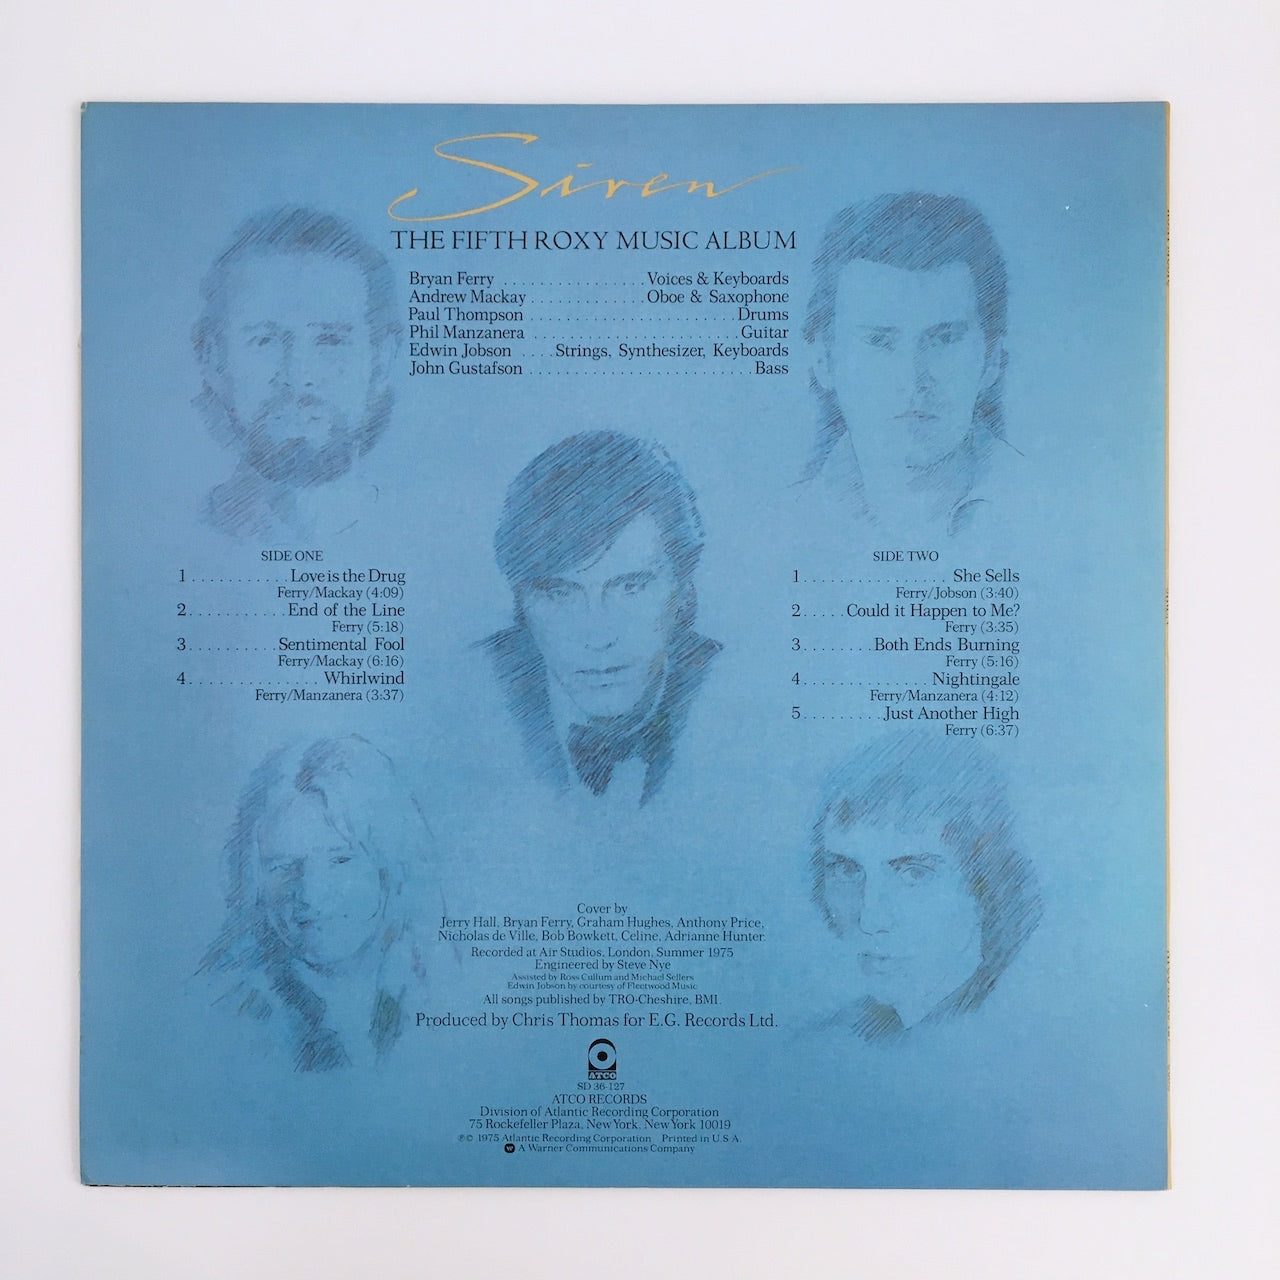 Siren
THE FIFTH ROXY MUSIC ALBUM
Bryan Ferry ................Voices & Keyboards
Andrew Mackay.............Oboe & Saxophone
Paul Thompson .......................Drums
Phil Manzanera .......................Guitar
Edwin Jobson ....Strings, Synthesizer, Keyboards
John Gustafson.........................Bass
SIDE ONE
1...........Love is the Drug
Ferry/Mackay (4:09)
2...........End of the Line
Ferry (5:18)
3..........Sentimental Fool
Ferry/Mackay (6:16)
4..............Whirlwind
Ferry/Manzanera (3:37)
SIDE TWO
1................She Sells
Ferry/Jobson (3:40)
2.....Could it Happen to Me?
Ferry (3:35)
3........Both Ends Burning
Ferry (5:16)
4..............Nightingale
Ferry/Manzanera (4:12)
5.........Just Another High
Ferry (6:37)
Cover by
Jerry Hall, Bryan Ferry, Graham Hughes, Anthony Price,
Nicholas de Ville, Bob Bowkett, Celine, Adrianne Hunter.
Recorded at Air Studios, London, Summer 1975
Engineered by Steve Nye
Assisted by Ross Cullum and Michael Sellers
Edwin Jobson by courtesy of Fleetwood Music
All songs published by TRO-Cheshire, BMI.
Produced by Chris Thomas for E.G. Records Ltd.
ATCO
SD 36-127
ATCO RECORDS
Division of Atlantic Recording Corporation
75 Rockefeller Plaza, New York, New York 10019
℗© 1975 Atlantic Recording Corporation Printed in U.S.A.
A Warner Communications Company